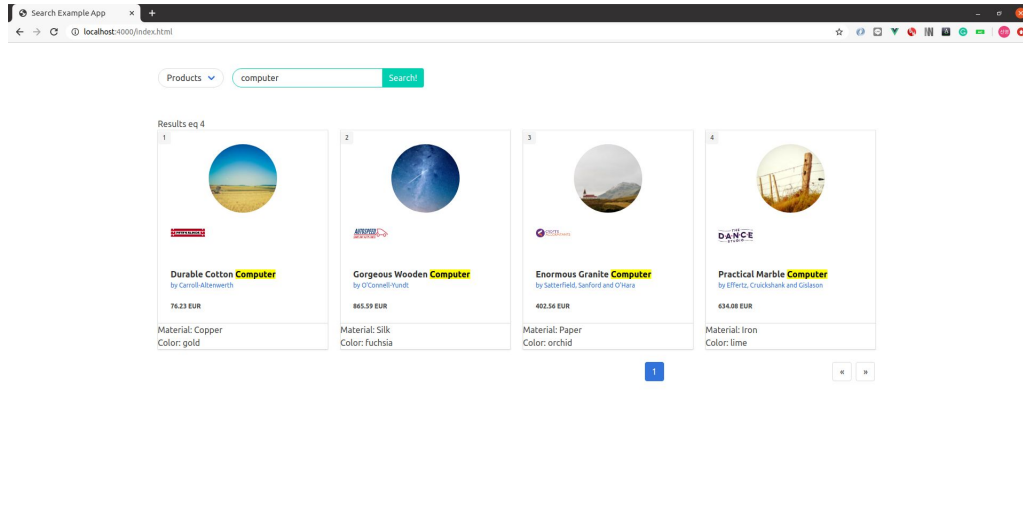 Search Example App
localhost:4000/index.html
Products
computer
Search!
Results eq 4
1
2
3
4
AUTOSPEED
THE
DANCE
STUDIO
Durable Cotton Computer
by Carroll-Altenwerth
76.23 EUR
Gorgeous Wooden Computer
by O'Connell-Yundt
865.59 EUR
Enormous Granite Computer
by Satterfield, Sanford and O'Hara
402.56 EUR
Practical Marble Computer
by Effertz, Cruickshank and Gislason
634.08 EUR
Material: Copper
Color: gold
Material: Silk
Color: fuchsia
Material: Paper
Color: orchid
Material: Iron
Color: lime
1
«
»